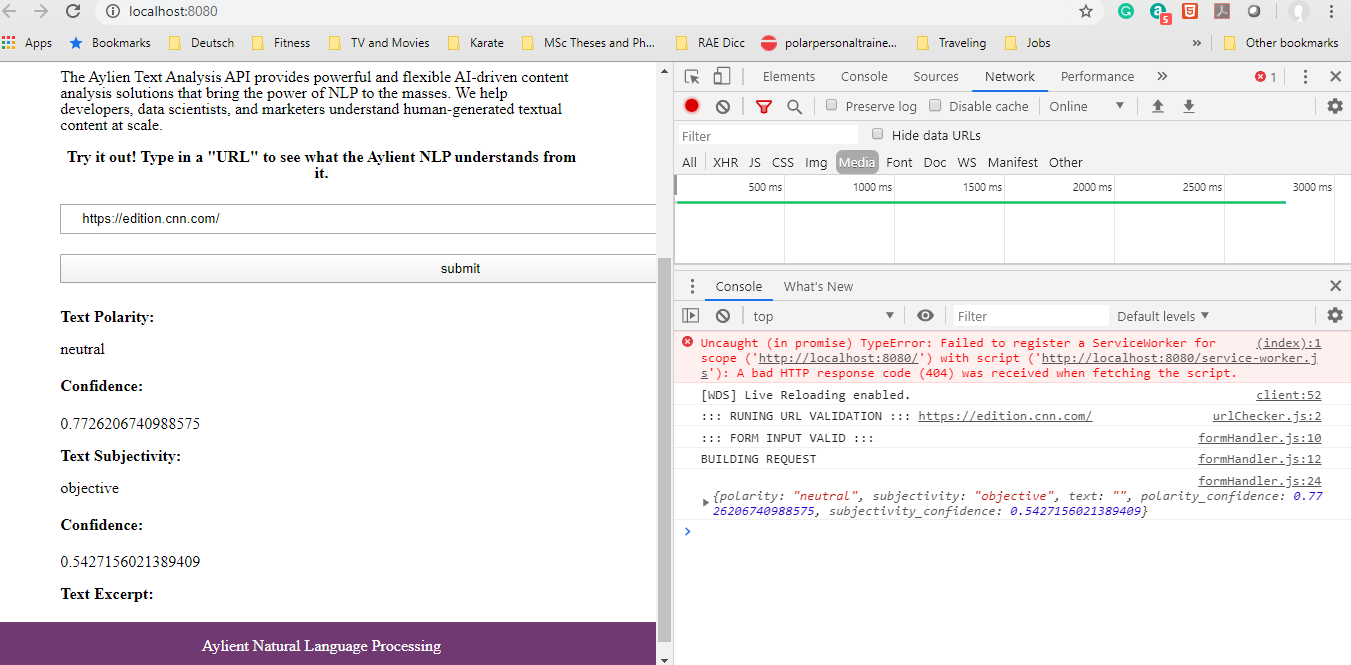 localhost:8080
5
Apps
Bookmarks
Deutsch
Fitness
TV and Movies
Karate
MSc Theses and Ph...
RAE Dicc
polarpersonaltraine...
Traveling
Jobs
»
Other bookmarks
The Aylien Text Analysis API provides powerful and flexible AI-driven content
analysis solutions that bring the power of NLP to the masses. We help
developers, data scientists, and marketers understand human-generated textual
content at scale.
Try it out! Type in a "URL" to see what the Aylient NLP understands from
it.
https://edition.cnn.com/
submit
Text Polarity:
neutral
Confidence:
0.7726206740988575
Text Subjectivity:
objective
Confidence:
0.5427156021389409
Text Excerpt:
Aylient Natural Language Processing
Elements Console Sources Network Performance » 1
Preserve log Disable cache Online
Filter Hide data URLs
All XHR JS CSS Img Media Font Doc WS Manifest Other
500 ms 1000 ms 1500 ms 2000 ms 2500 ms 3000 ms
Console What's New
top Filter Default levels
Uncaught (in promise) TypeError: Failed to register a ServiceWorker for (index):1
scope ('http://localhost:8080/') with script ('http://localhost:8080/service-worker.j
s'): A bad HTTP response code (404) was received when fetching the script.
[WDS] Live Reloading enabled. client:52
::: RUNING URL VALIDATION ::: https://edition.cnn.com/ urlChecker.js:2
::: FORM INPUT VALID ::: formHandler.js:10
BUILDING REQUEST formHandler.js:12
formHandler.js:24
{polarity: "neutral", subjectivity: "objective", text: "", polarity_confidence: 0.77
26206740988575, subjectivity_confidence: 0.5427156021389409}